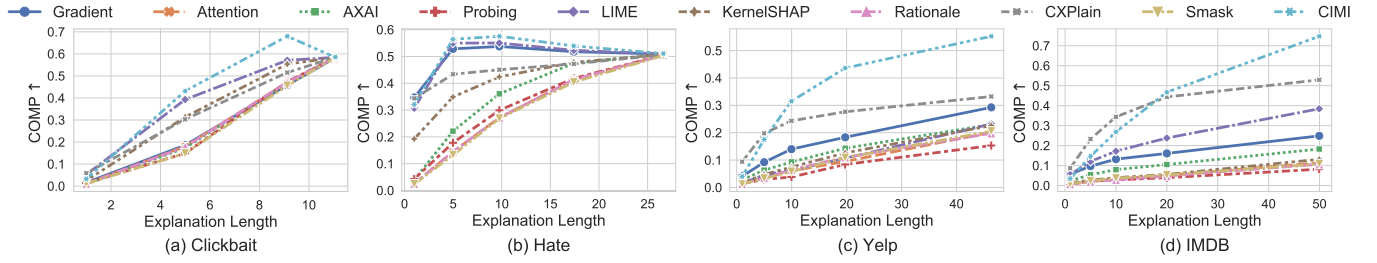 Gradient Attention AXAI Probing LIME KernelSHAP Rationale CXPlain Smask CIMI
COMP ↑
0.7
0.6
0.5
0.4
0.3
0.2
0.1
0.0
2 4 6 8 10
Explanation Length
(a) Clickbait
COMP ↑
0.6
0.5
0.4
0.3
0.2
0.1
0.0
0 5 10 15 20 25
Explanation Length
(b) Hate
COMP ↑
0.5
0.4
0.3
0.2
0.1
0.0
0 10 20 30 40
Explanation Length
(c) Yelp
COMP ↑
0.7
0.6
0.5
0.4
0.3
0.2
0.1
0.0
0 10 20 30 40 50
Explanation Length
(d) IMDB